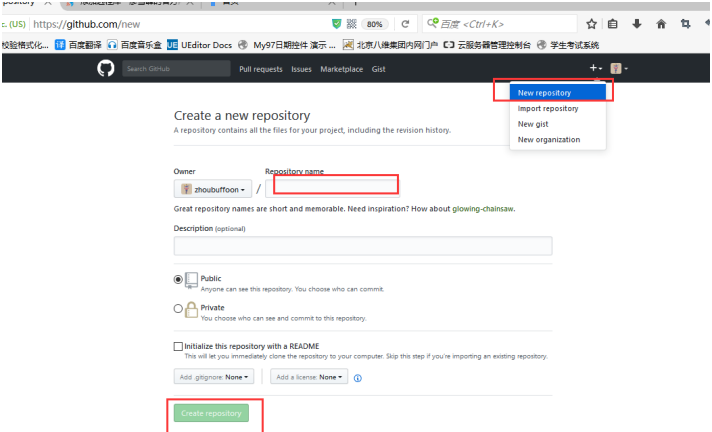 (US) https://github.com/new 80% 百度 <Ctrl+K>
校验格式化... 百度翻译 百度音乐盒 UE UEditor Docs My97日期控件 演示 ... 北京八维集团内网门户 云服务器管理控制台 学生考试系统
Search GitHub Pull requests Issues Marketplace Gist
New repository
Import repository
New gist
New organization
Create a new repository
A repository contains all the files for your project, including the revision history.
Owner Repository name
zhoubuffoon /
Great repository names are short and memorable. Need inspiration? How about glowing-chainsaw.
Description (optional)
Public
Anyone can see this repository. You choose who can commit.
Private
You choose who can see and commit to this repository.
Initialize this repository with a README
This will let you immediately clone the repository to your computer. Skip this step if you're importing an existing repository.
Add .gitignore: None Add a license: None
Create repository